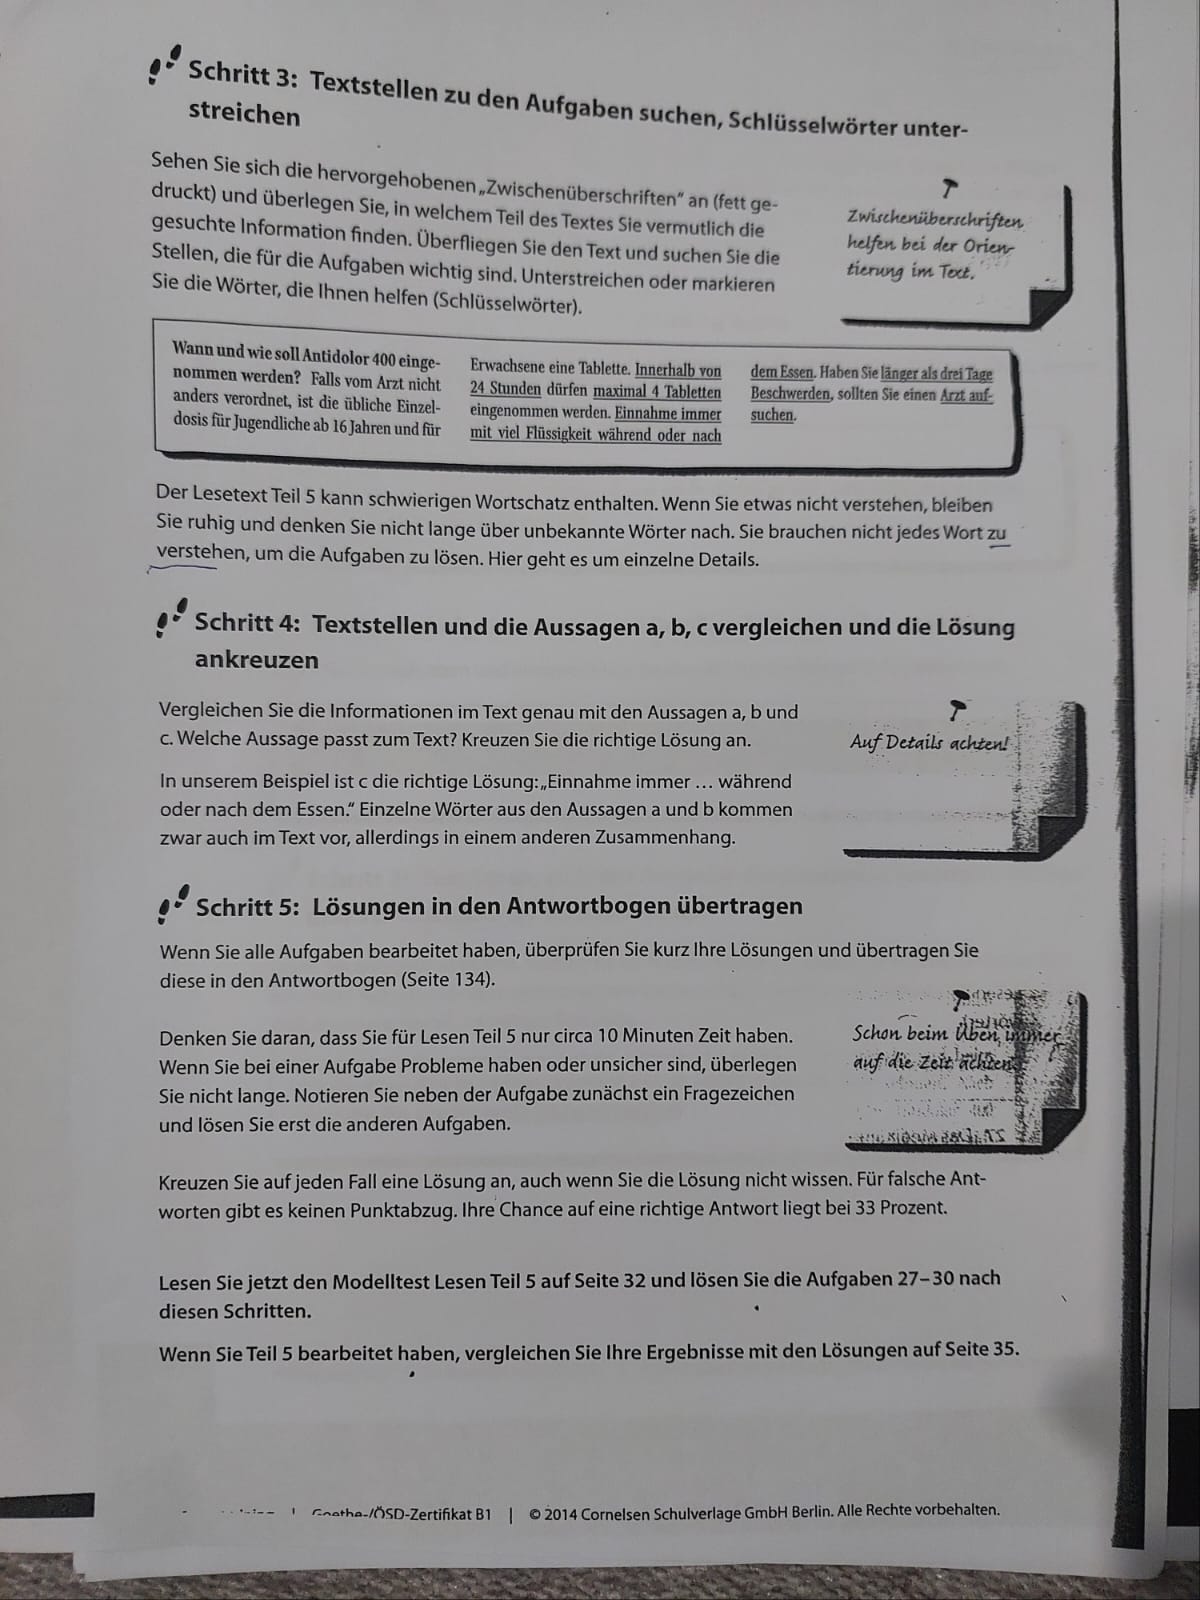 Schritt 3: Textstellen zu den Aufgaben suchen, Schlüsselwörter unter-
streichen
Sehen Sie sich die hervorgehobenen „Zwischenüberschriften“ an (fett ge-
druckt) und überlegen Sie, in welchem Teil des Textes Sie vermutlich die
gesuchte Information finden. Überfliegen Sie den Text und suchen Sie die
Stellen, die für die Aufgaben wichtig sind. Unterstreichen oder markieren
Sie die Wörter, die Ihnen helfen (Schlüsselwörter).
Zwischenüberschriften
helfen bei der Orien-
tierung im Text.
Wann und wie soll Antidolor 400 einge-
nommen werden? Falls vom Arzt nicht
anders verordnet, ist die übliche Einzel-
dosis für Jugendliche ab 16 Jahren und für
Erwachsene eine Tablette. Innerhalb von
24 Stunden dürfen maximal 4 Tabletten
eingenommen werden. Einnahme immer
mit viel Flüssigkeit während oder nach
dem Essen. Haben Sie länger als drei Tage
Beschwerden, sollten Sie einen Arzt auf-
suchen.
Der Lesetext Teil 5 kann schwierigen Wortschatz enthalten. Wenn Sie etwas nicht verstehen, bleiben
Sie ruhig und denken Sie nicht lange über unbekannte Wörter nach. Sie brauchen nicht jedes Wort zu
verstehen, um die Aufgaben zu lösen. Hier geht es um einzelne Details.
Schritt 4: Textstellen und die Aussagen a, b, c vergleichen und die Lösung
ankreuzen
Vergleichen Sie die Informationen im Text genau mit den Aussagen a, b und
c. Welche Aussage passt zum Text? Kreuzen Sie die richtige Lösung an.
Auf Details achten!
In unserem Beispiel ist c die richtige Lösung: „Einnahme immer … während
oder nach dem Essen.“ Einzelne Wörter aus den Aussagen a und b kommen
zwar auch im Text vor, allerdings in einem anderen Zusammenhang.
Schritt 5: Lösungen in den Antwortbogen übertragen
Wenn Sie alle Aufgaben bearbeitet haben, überprüfen Sie kurz Ihre Lösungen und übertragen Sie
diese in den Antwortbogen (Seite 134).
Denken Sie daran, dass Sie für Lesen Teil 5 nur circa 10 Minuten Zeit haben.
Wenn Sie bei einer Aufgabe Probleme haben oder unsicher sind, überlegen
Sie nicht lange. Notieren Sie neben der Aufgabe zunächst ein Fragezeichen
und lösen Sie erst die anderen Aufgaben.
Schon beim Üben immer
auf die Zeit achten
Kreuzen Sie auf jeden Fall eine Lösung an, auch wenn Sie die Lösung nicht wissen. Für falsche Ant-
worten gibt es keinen Punktabzug. Ihre Chance auf eine richtige Antwort liegt bei 33 Prozent.
Lesen Sie jetzt den Modelltest Lesen Teil 5 auf Seite 32 und lösen Sie die Aufgaben 27–30 nach
diesen Schritten.
Wenn Sie Teil 5 bearbeitet haben, vergleichen Sie Ihre Ergebnisse mit den Lösungen auf Seite 35.
| Goethe-/ÖSD-Zertifikat B1 | © 2014 Cornelsen Schulverlage GmbH Berlin. Alle Rechte vorbehalten.